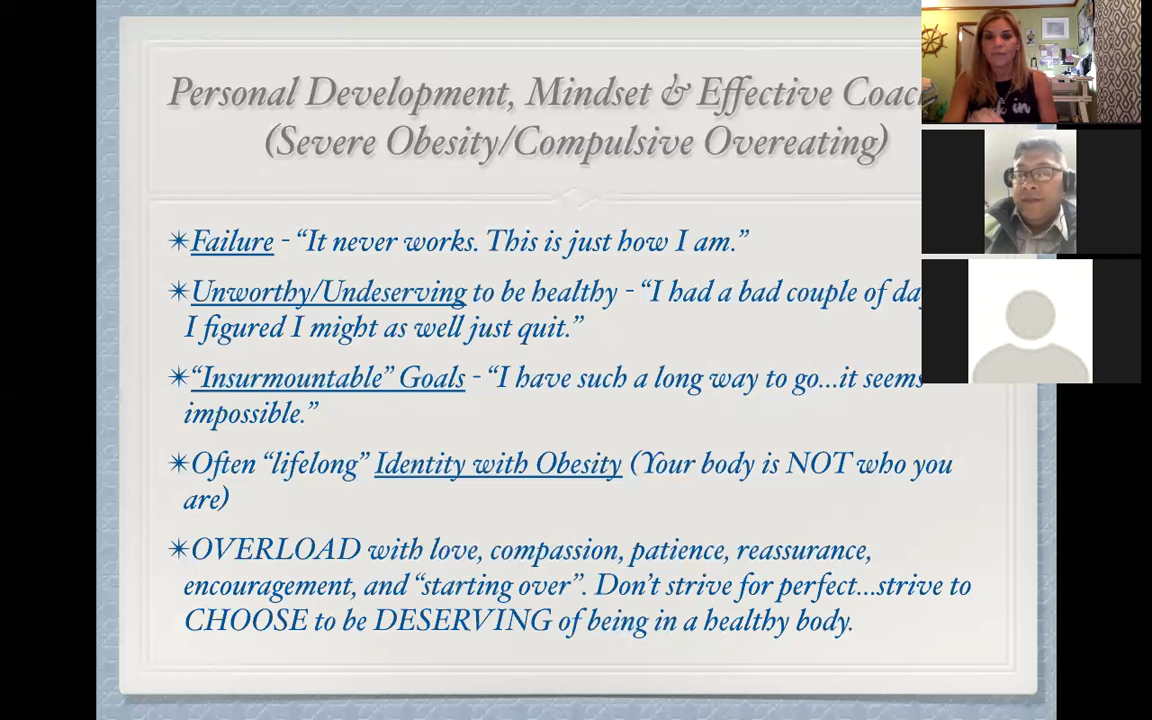 Personal Development, Mindset & Effective Coac
(Severe Obesity/Compulsive Overeating)
✴Failure - “It never works. This is just how I am.”
✴Unworthy/Undeserving to be healthy - “I had a bad couple of da
I figured I might as well just quit.”
✴“Insurmountable” Goals - “I have such a long way to go...it seems
impossible.”
✴Often “lifelong” Identity with Obesity (Your body is NOT who you
are)
✴OVERLOAD with love, compassion, patience, reassurance,
encouragement, and “starting over”. Don't strive for perfect...strive to
CHOOSE to be DESERVING of being in a healthy body.